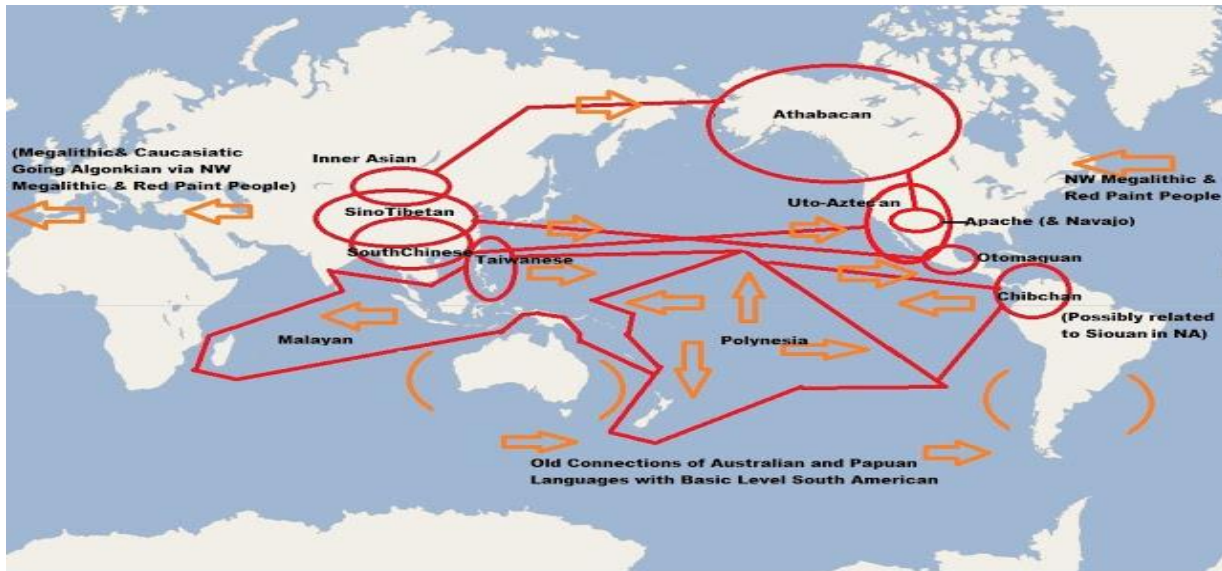 Athabacan
(Megalithic& Caucasiatic
Going Algonkian via NW
Megalithic & Red Paint People)
Inner Asian
NW Megalithic &
Red Paint People
SinoTibetan
Uto-Aztecan
Apache (& Navajo)
SouthChinese
Taiwanese
Otomaquan
Chibchan
(Possibly related
to Siouan in NA)
Malayan
Polynesia
Old Connections of Australian and Papuan
Languages with Basic Level South American